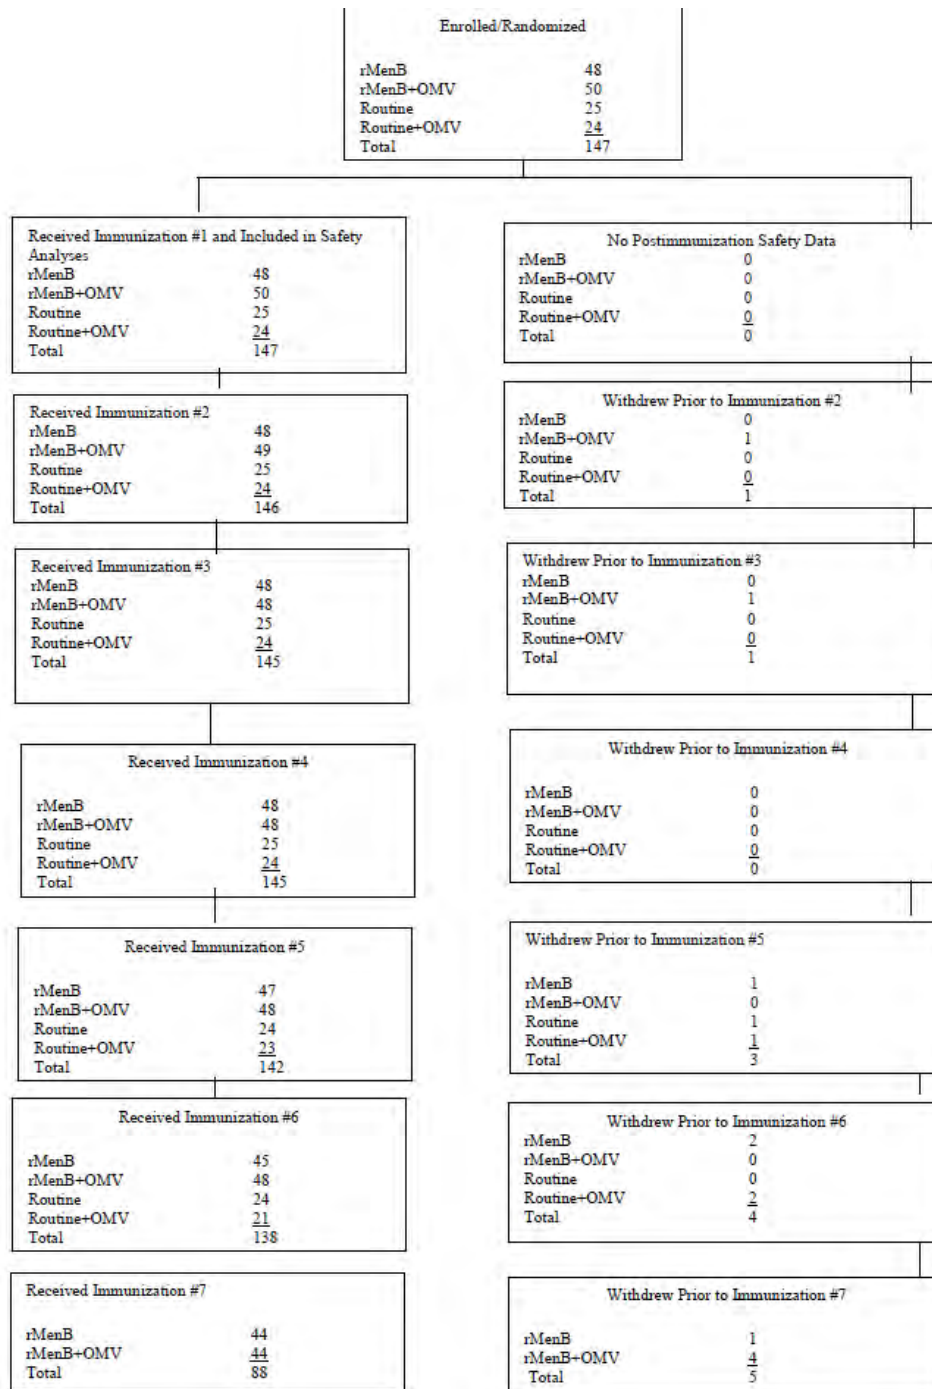 Enrolled/Randomized
rMenB 48
rMenB+OMV 50
Routine 25
Routine+OMV 24
Total 147
Received Immunization #1 and Included in Safety
Analyses
rMenB 48
rMenB+OMV 50
Routine 25
Routine+OMV 24
Total 147
No Postimmunization Safety Data
rMenB 0
rMenB+OMV 0
Routine 0
Routine+OMV 0
Total 0
Received Immunization #2
rMenB 48
rMenB+OMV 49
Routine 25
Routine+OMV 24
Total 146
Withdrew Prior to Immunization #2
rMenB 0
rMenB+OMV 1
Routine 0
Routine+OMV 0
Total 1
Received Immunization #3
rMenB 48
rMenB+OMV 48
Routine 25
Routine+OMV 24
Total 145
Withdrew Prior to Immunization #3
rMenB 0
rMenB+OMV 1
Routine 0
Routine+OMV 0
Total 1
Received Immunization #4
rMenB 48
rMenB+OMV 48
Routine 25
Routine+OMV 24
Total 145
Withdrew Prior to Immunization #4
rMenB 0
rMenB+OMV 0
Routine 0
Routine+OMV 0
Total 0
Received Immunization #5
rMenB 47
rMenB+OMV 48
Routine 24
Routine+OMV 23
Total 142
Withdrew Prior to Immunization #5
rMenB 1
rMenB+OMV 0
Routine 1
Routine+OMV 1
Total 3
Received Immunization #6
rMenB 45
rMenB+OMV 48
Routine 24
Routine+OMV 21
Total 138
Withdrew Prior to Immunization #6
rMenB 2
rMenB+OMV 0
Routine 0
Routine+OMV 2
Total 4
Received Immunization #7
rMenB 44
rMenB+OMV 44
Total 88
Withdrew Prior to Immunization #7
rMenB 1
rMenB+OMV 4
Total 5